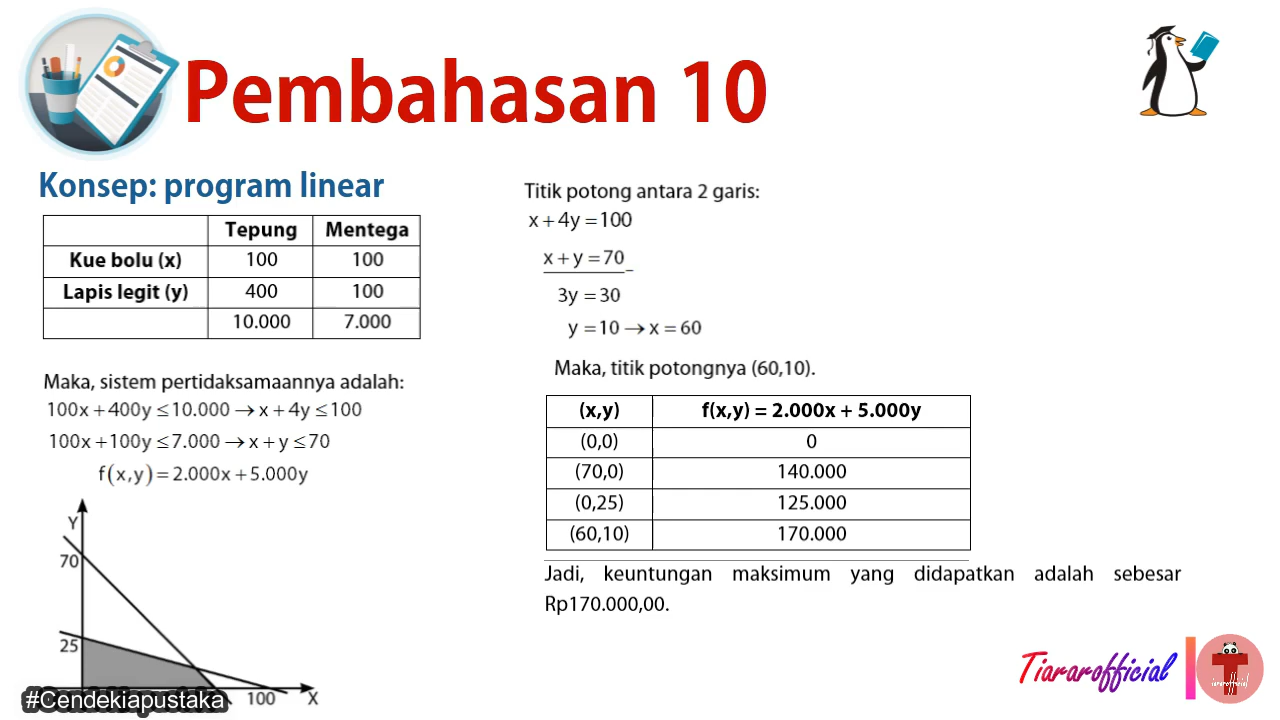 Pembahasan 10
Konsep: program linear
Tepung Mentega
Kue bolu (x) 100 100
Lapis legit (y) 400 100
10.000 7.000
Maka, sistem pertidaksamaannya adalah:
100x + 400y ≤ 10.000 → x + 4y ≤ 100
100x + 100y ≤ 7.000 → x + y ≤ 70
f(x,y) = 2.000x + 5.000y
Y
70
25
100 X
#Cendekiapustaka
Titik potong antara 2 garis:
x + 4y = 100
x + y = 70 −
3y = 30
y = 10 → x = 60
Maka, titik potongnya (60,10).
(x,y) f(x,y) = 2.000x + 5.000y
(0,0) 0
(70,0) 140.000
(0,25) 125.000
(60,10) 170.000
Jadi, keuntungan maksimum yang didapatkan adalah sebesar
Rp170.000,00.
Tiararofficial
T
tiararofficial